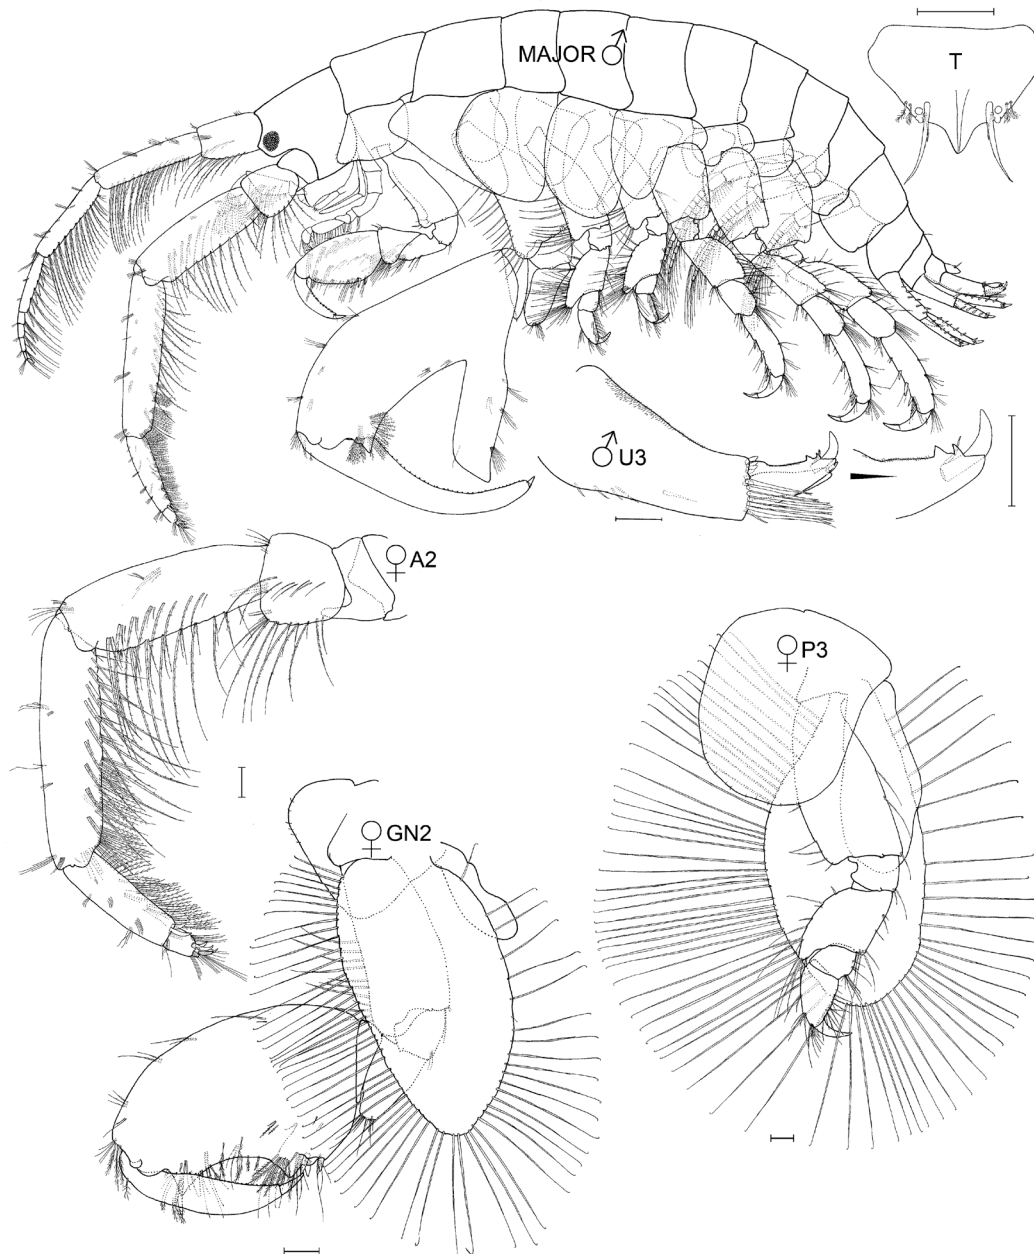 MAJOR ♂
T
♂ U3
♀ A2
♀ P3
♀ GN2